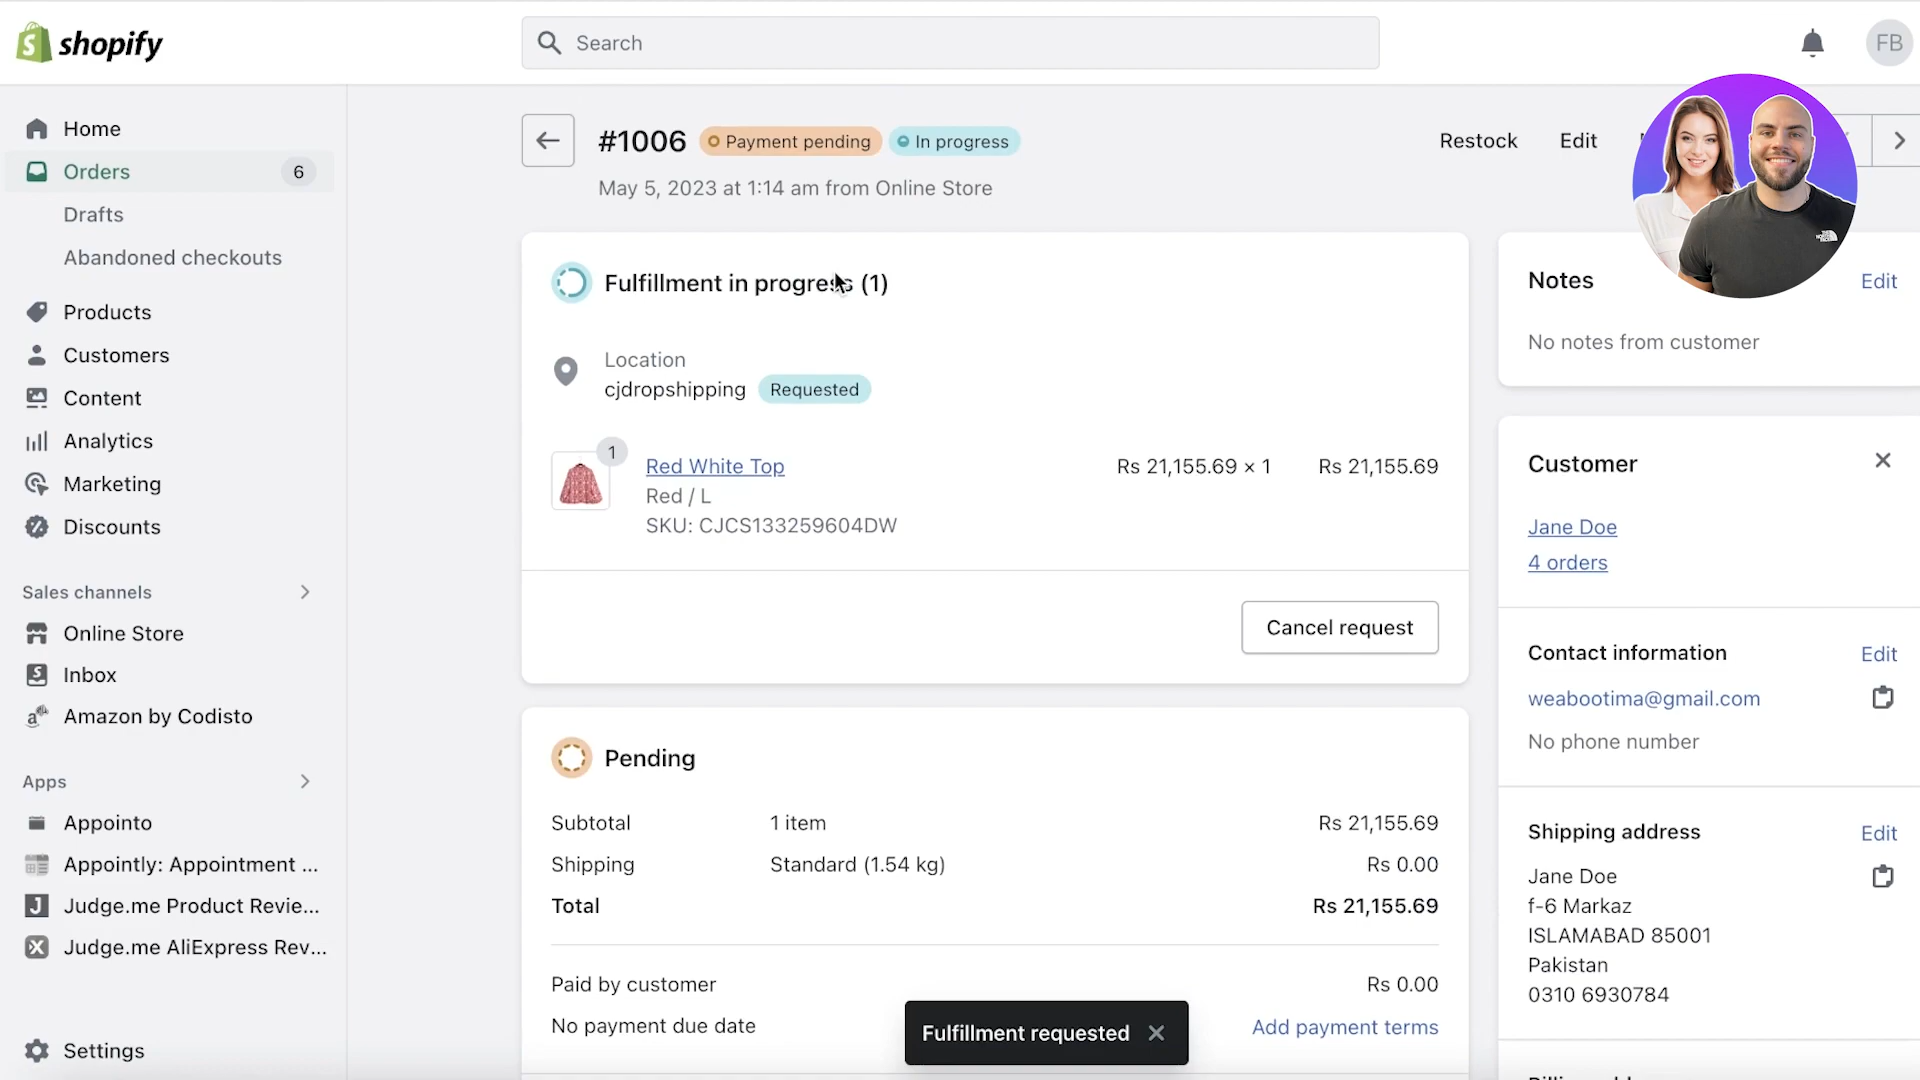 shopify
Search
FB
Home
Orders 6
Drafts
Abandoned checkouts
Products
Customers
Content
Analytics
Marketing
Discounts
Sales channels
Online Store
Inbox
Amazon by Codisto
Apps
Appointo
Appointly: Appointment ...
Judge.me Product Revie...
Judge.me AliExpress Rev...
Settings
#1006 Payment pending In progress
Restock Edit
May 5, 2023 at 1:14 am from Online Store
Fulfillment in progress (1)
Location
cjdropshipping Requested
1
Red White Top Rs 21,155.69 × 1 Rs 21,155.69
Red / L
SKU: CJCS133259604DW
Cancel request
Pending
Subtotal 1 item Rs 21,155.69
Shipping Standard (1.54 kg) Rs 0.00
Total Rs 21,155.69
Paid by customer Rs 0.00
No payment due date Add payment terms
Fulfillment requested
Notes Edit
No notes from customer
Customer
Jane Doe
4 orders
Contact information Edit
weabootima@gmail.com
No phone number
Shipping address Edit
Jane Doe
f-6 Markaz
ISLAMABAD 85001
Pakistan
0310 6930784